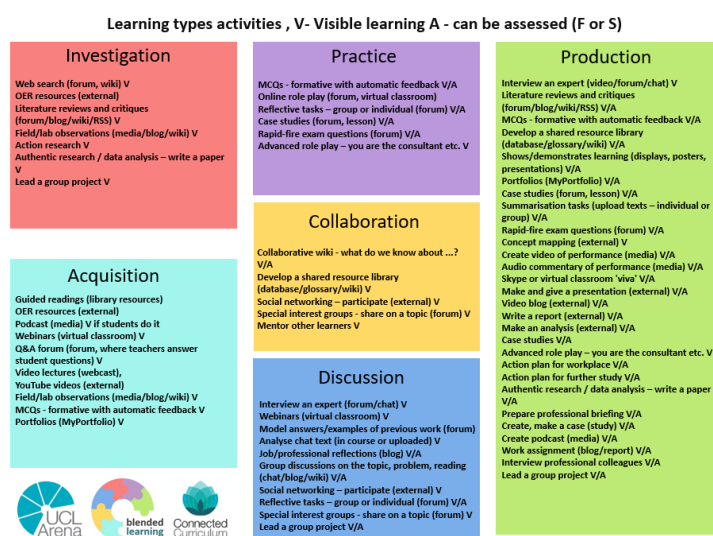 Learning types activities , V- Visible learning A - can be assessed (F or S)
Investigation
Web search (forum, wiki) V
OER resources (external)
Literature reviews and critiques
(forum/blog/wiki/RSS) V
Field/lab observations (media/blog/wiki) V
Action research V
Authentic research / data analysis – write a paper
V
Lead a group project V
Acquisition
Guided readings (library resources)
OER resources (external)
Podcast (media) V if students do it
Webinars (virtual classroom) V
Q&A forum (forum, where teachers answer
student questions) V
Video lectures (webcast),
YouTube videos (external)
Field/lab observations (media/blog/wiki) V
MCQs - formative with automatic feedback V
Portfolios (MyPortfolio) V
UCL
Arena
blended
learning
Connected
Curriculum
Practice
MCQs - formative with automatic feedback V/A
Online role play (forum, virtual classroom)
Reflective tasks – group or individual (forum) V/A
Case studies (forum, lesson) V/A
Rapid-fire exam questions (forum) V/A
Advanced role play – you are the consultant etc. V
Collaboration
Collaborative wiki - what do we know about ...?
V/A
Develop a shared resource library
(database/glossary/wiki) V
Social networking – participate (external) V
Special interest groups - share on a topic (forum) V
Mentor other learners V
Discussion
Interview an expert (forum/chat) V
Webinars (virtual classroom) V
Model answers/examples of previous work (forum)
Analyse chat text (in course or uploaded) V
Job/professional reflections (blog) V/A
Group discussions on the topic, problem, reading
(chat/blog/wiki) V/A
Social networking – participate (external) V
Reflective tasks – group or individual (forum) V/A
Special interest groups - share on a topic (forum) V
Lead a group project V/A
Production
Interview an expert (video/forum/chat) V
Literature reviews and critiques
(forum/blog/wiki/RSS) V/A
MCQs - formative with automatic feedback V/A
Develop a shared resource library
(database/glossary/wiki) V/A
Shows/demonstrates learning (displays, posters,
presentations) V/A
Portfolios (MyPortfolio) V/A
Case studies (forum, lesson) V/A
Summarisation tasks (upload texts – individual or
group) V/A
Rapid-fire exam questions (forum) V/A
Concept mapping (external) V
Create video of performance (media) V/A
Audio commentary of performance (media) V/A
Skype or virtual classroom 'viva' V/A
Make and give a presentation (external) V/A
Video blog (external) V/A
Write a report (external) V/A
Make an analysis (external) V/A
Case studies V/A
Advanced role play – you are the consultant etc. V
Action plan for workplace V/A
Action plan for further study V/A
Authentic research / data analysis – write a paper
V/A
Prepare professional briefing V/A
Create, make a case (study) V/A
Create podcast (media) V/A
Work assignment (blog/report) V/A
Interview professional colleagues V/A
Lead a group project V/A